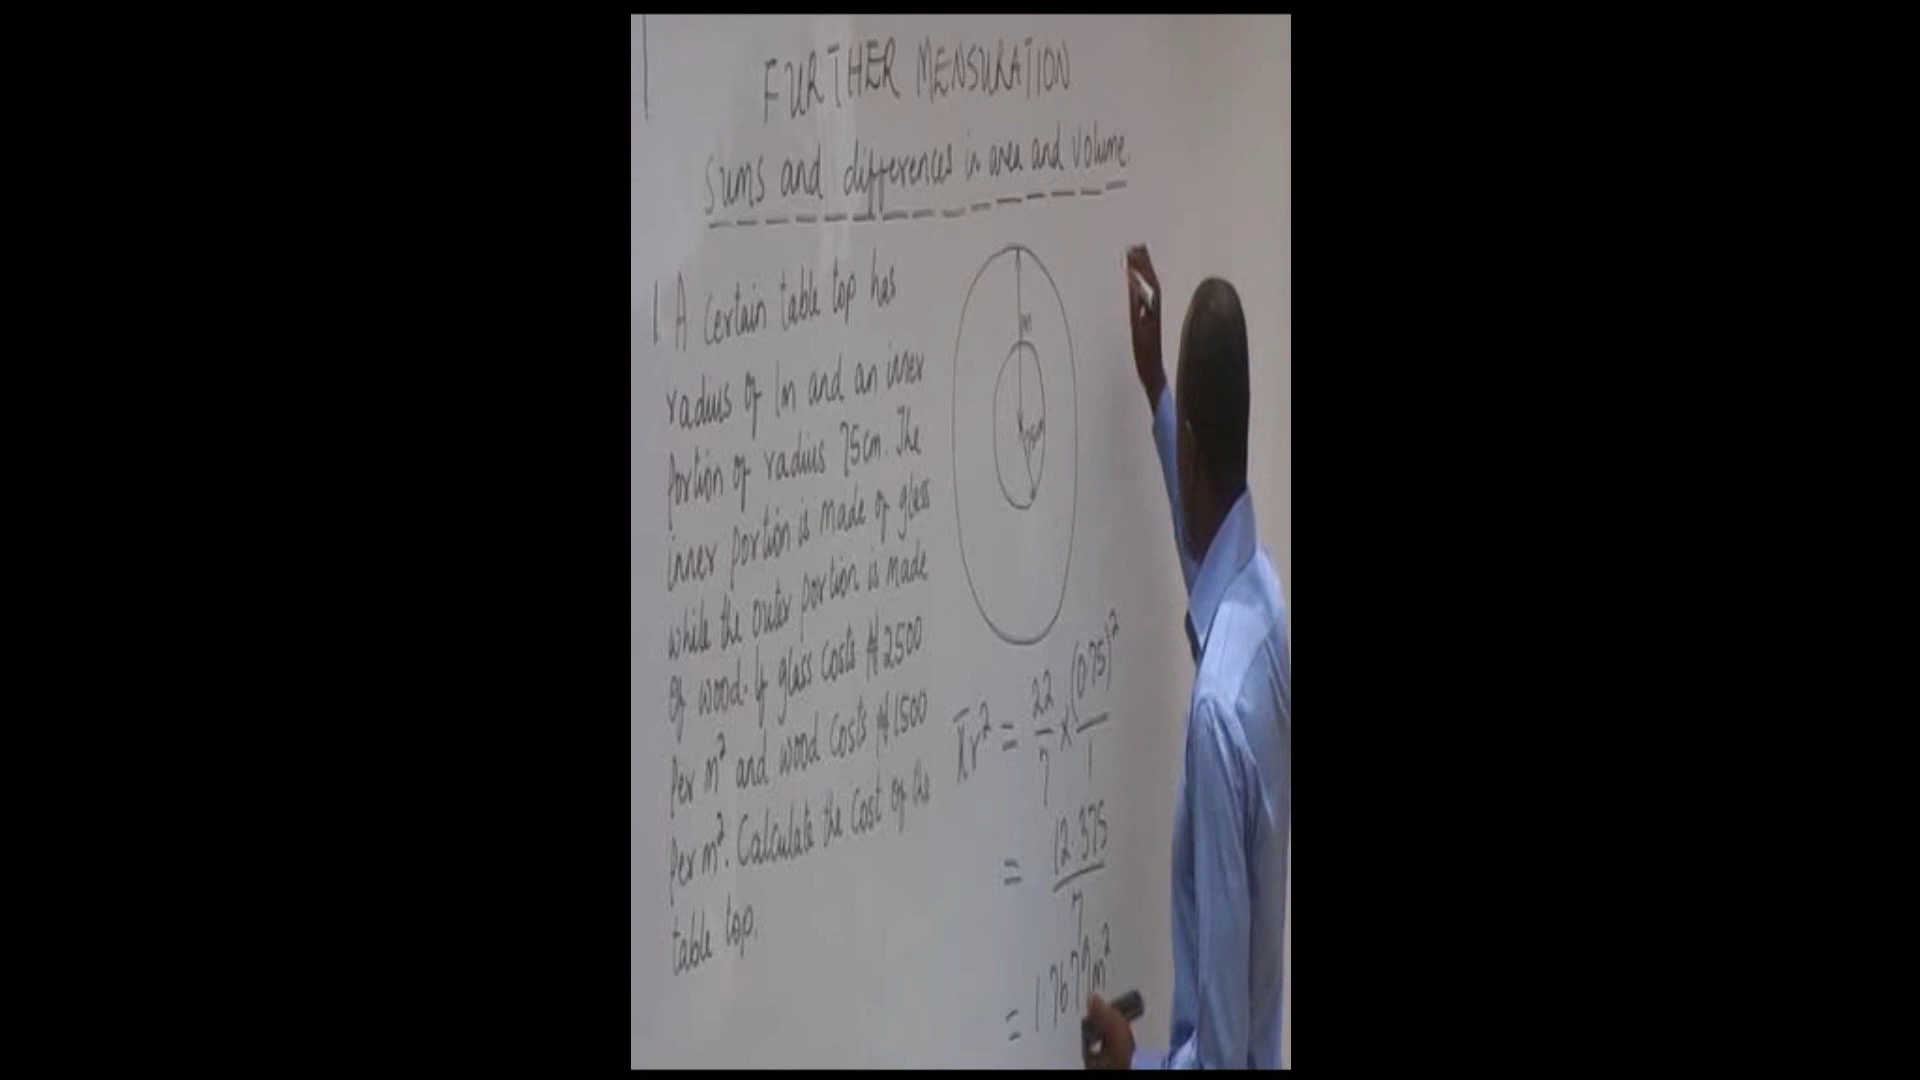 FURTHER MENSURATION
Sums and differences in area and volume.
1. A certain table top has
radius of 1m and an inner
portion of radius 75cm. The
inner portion is made of glass
while the outer portion is made
of wood. If glass costs ₦2500
per m² and wood costs ₦1500
per m². Calculate the cost of the
table top.
1m
75cm
πr² = 22/7 × (0.75)²/1
= 12.375/7
= 1.7679m²